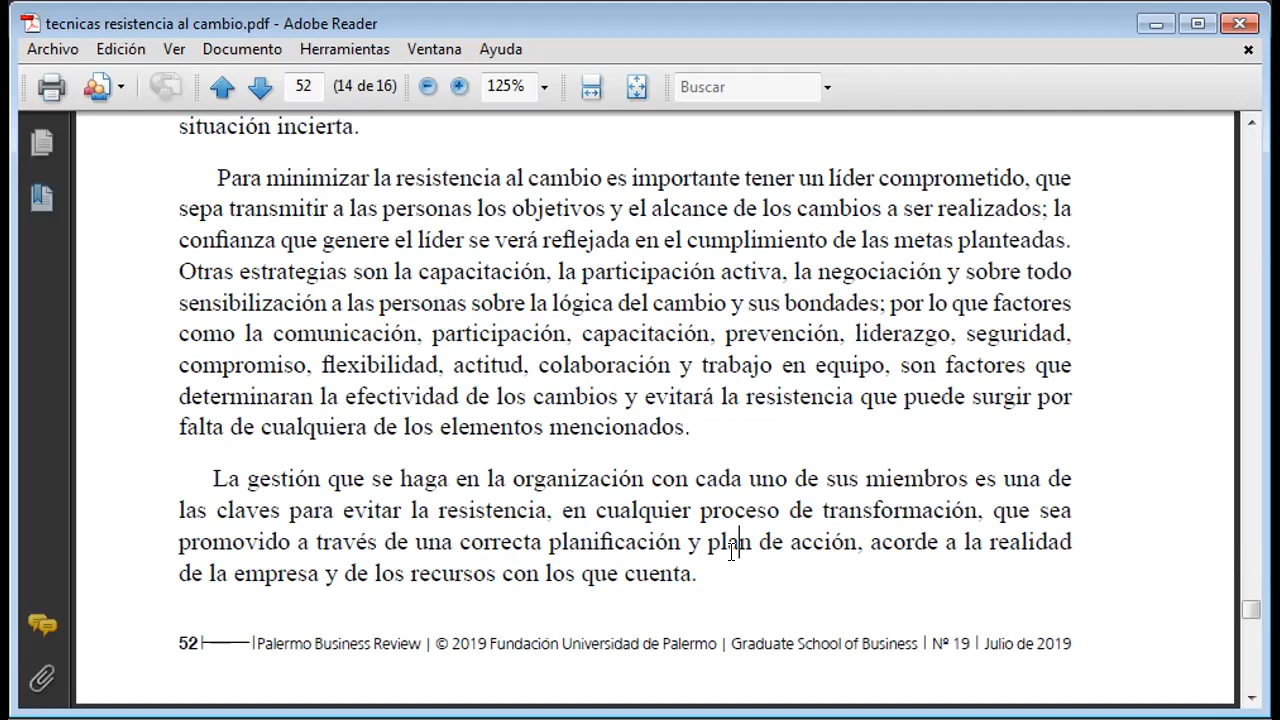 tecnicas resistencia al cambio.pdf - Adobe Reader
Archivo Edición Ver Documento Herramientas Ventana Ayuda
52 (14 de 16) 125% Buscar
situación incierta.
Para minimizar la resistencia al cambio es importante tener un líder comprometido, que
sepa transmitir a las personas los objetivos y el alcance de los cambios a ser realizados; la
confianza que genere el líder se verá reflejada en el cumplimiento de las metas planteadas.
Otras estrategias son la capacitación, la participación activa, la negociación y sobre todo
sensibilización a las personas sobre la lógica del cambio y sus bondades; por lo que factores
como la comunicación, participación, capacitación, prevención, liderazgo, seguridad,
compromiso, flexibilidad, actitud, colaboración y trabajo en equipo, son factores que
determinaran la efectividad de los cambios y evitará la resistencia que puede surgir por
falta de cualquiera de los elementos mencionados.
La gestión que se haga en la organización con cada uno de sus miembros es una de
las claves para evitar la resistencia, en cualquier proceso de transformación, que sea
promovido a través de una correcta planificación y plan de acción, acorde a la realidad
de la empresa y de los recursos con los que cuenta.
52 Palermo Business Review | © 2019 Fundación Universidad de Palermo | Graduate School of Business | Nº 19 | Julio de 2019